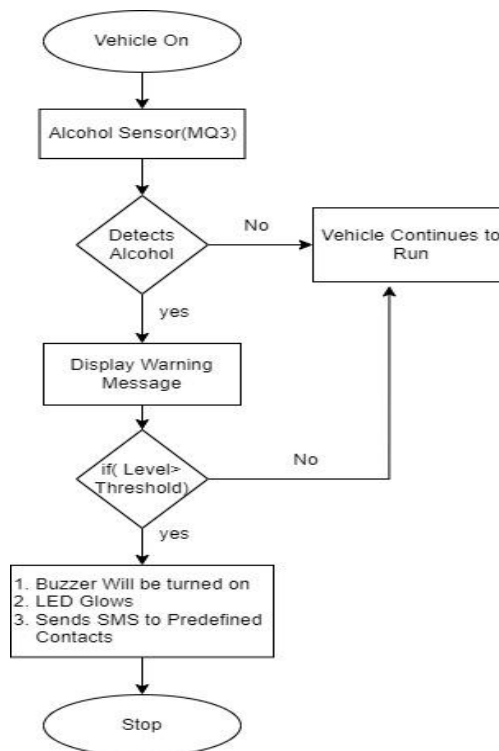 Vehicle On
Alcohol Sensor(MQ3)
Detects
Alcohol
No
Vehicle Continues to
Run
yes
Display Warning
Message
if( Level>
Threshold)
No
yes
1. Buzzer Will be turned on
2. LED Glows
3. Sends SMS to Predefined
Contacts
Stop